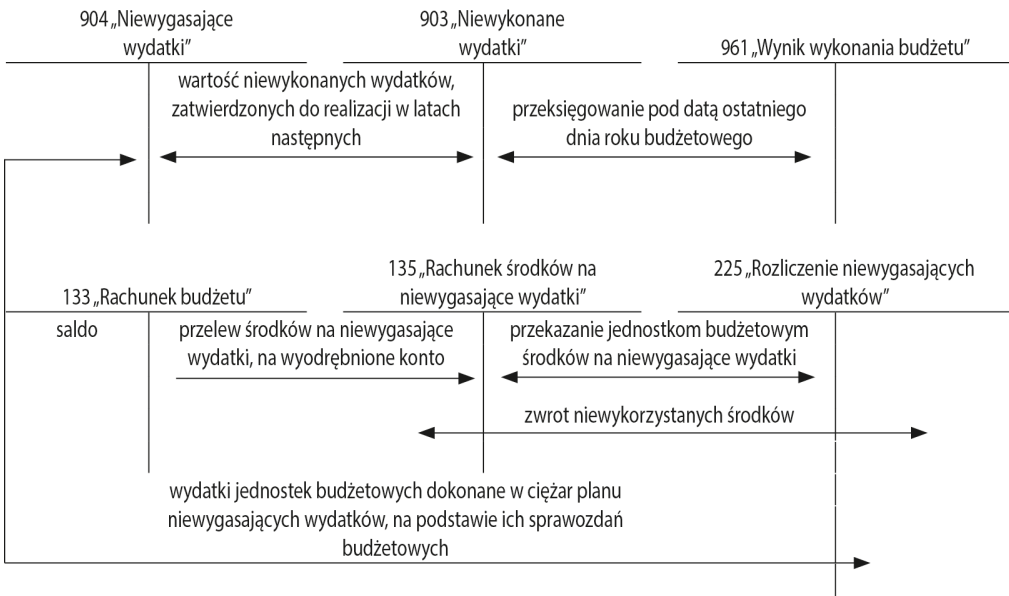 904 „Niewygasające
wydatki”
903 „Niewykonane
wydatki”
961 „Wynik wykonania budżetu”
wartość niewykonanych wydatków,
zatwierdzonych do realizacji w latach
następnych
przeksięgowanie pod datą ostatniego
dnia roku budżetowego
133 „Rachunek budżetu”
135 „Rachunek środków na
niewygasające wydatki”
225 „Rozliczenie niewygasających
wydatków”
saldo
przelew środków na niewygasające
wydatki, na wyodrębnione konto
przekazanie jednostkom budżetowym
środków na niewygasające wydatki
zwrot niewykorzystanych środków
wydatki jednostek budżetowych dokonane w ciężar planu
niewygasających wydatków, na podstawie ich sprawozdań
budżetowych